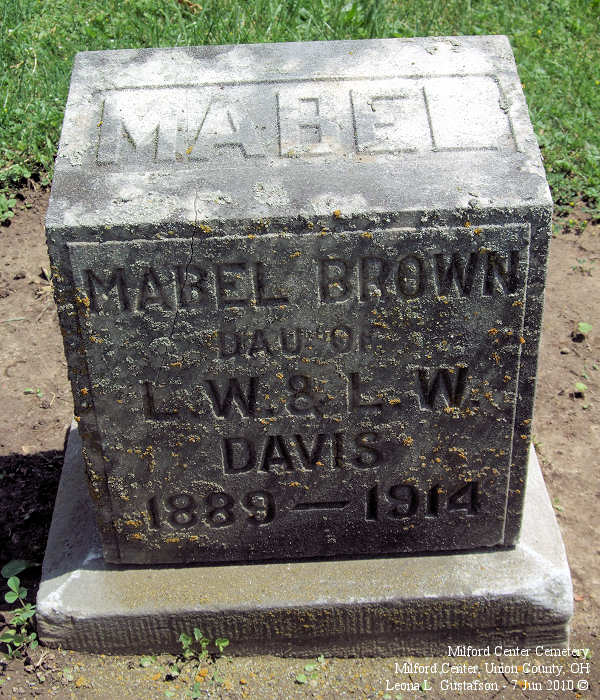 MABEL
MABEL BROWN
DAU OF
L. W. & L. W.
DAVIS
1889 — 1914
Milford Center Cemetery
Milford Center, Union County, OH
Leona L. Gustafson - 7 Jun 2010 ©